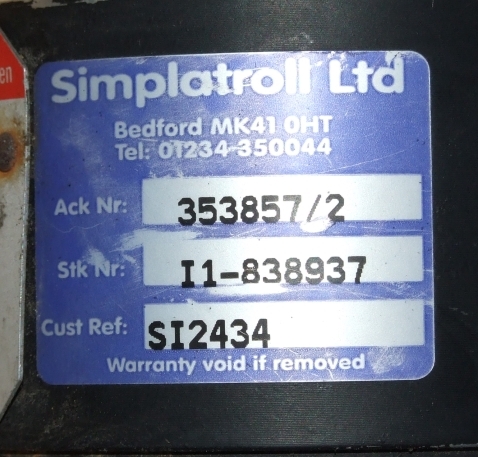 Simplatroll Ltd
Bedford MK41 0HT
Tel: 01234 350044
Ack Nr: 353857/2
Stk Nr: I1-838937
Cust Ref: SI2434
Warranty void if removed